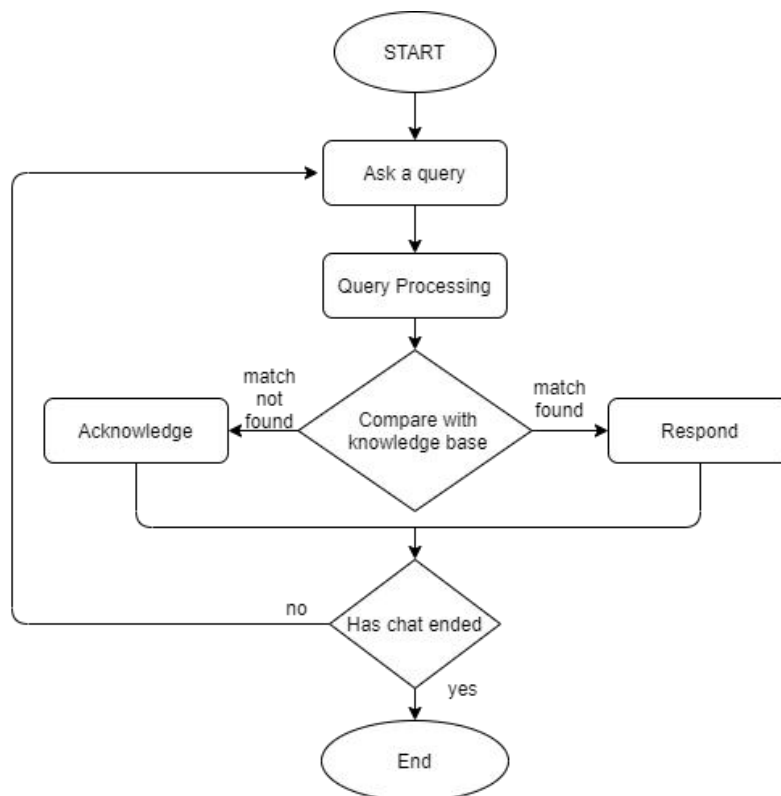 START
Ask a query
Query Processing
match
not
found
match
found
Acknowledge
Compare with
knowledge base
Respond
no
Has chat ended
yes
End